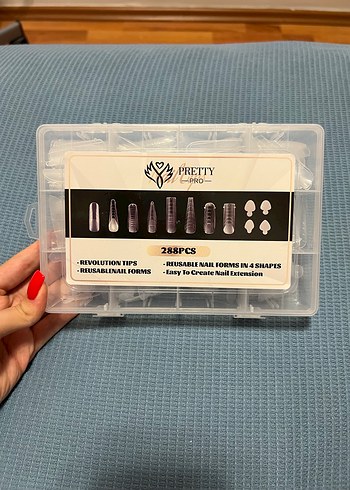 PRETTY
PRO
288PCS
- REVOLUTION TIPS
- REUSABLENAIL FORMS
- REUSABLE NAIL FORMS IN 4 SHAPES
- Easy To Create Nail Extension